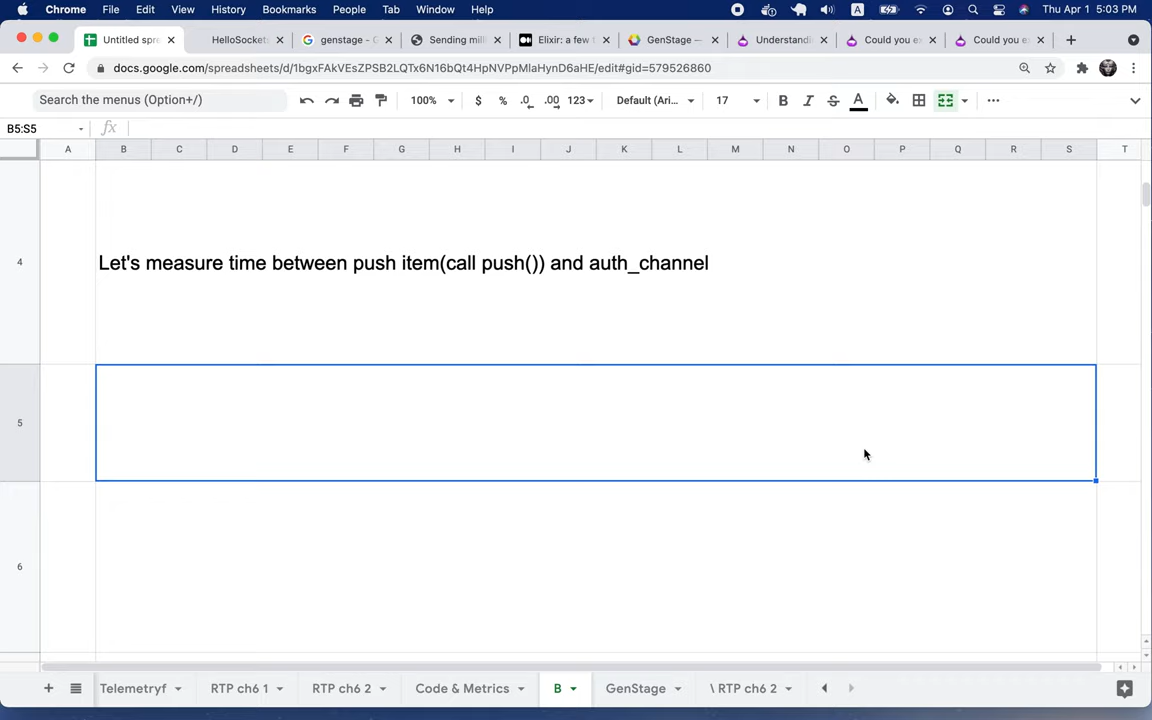 Chrome File Edit View History Bookmarks People Tab Window Help A Thu Apr 1 5:03 PM
Untitled spre HelloSocket: genstage - G Sending mill Elixir: a few t GenStage — Understandi Could you ex Could you ex
docs.google.com/spreadsheets/d/1bgxFAkVEsZPSB2LQTx6N16bQt4HpNVPpMlaHynD6aHE/edit#gid=579526860
Search the menus (Option+/) 100% $ % .0 .00 123 Default (Ari... 17 B I S A
B5:S5 fx
A B C D E F G H I J K L M N O P Q R S T
4
Let's measure time between push item(call push()) and auth_channel
5
6
Telemetryf RTP ch6 1 RTP ch6 2 Code & Metrics B GenStage \ RTP ch6 2